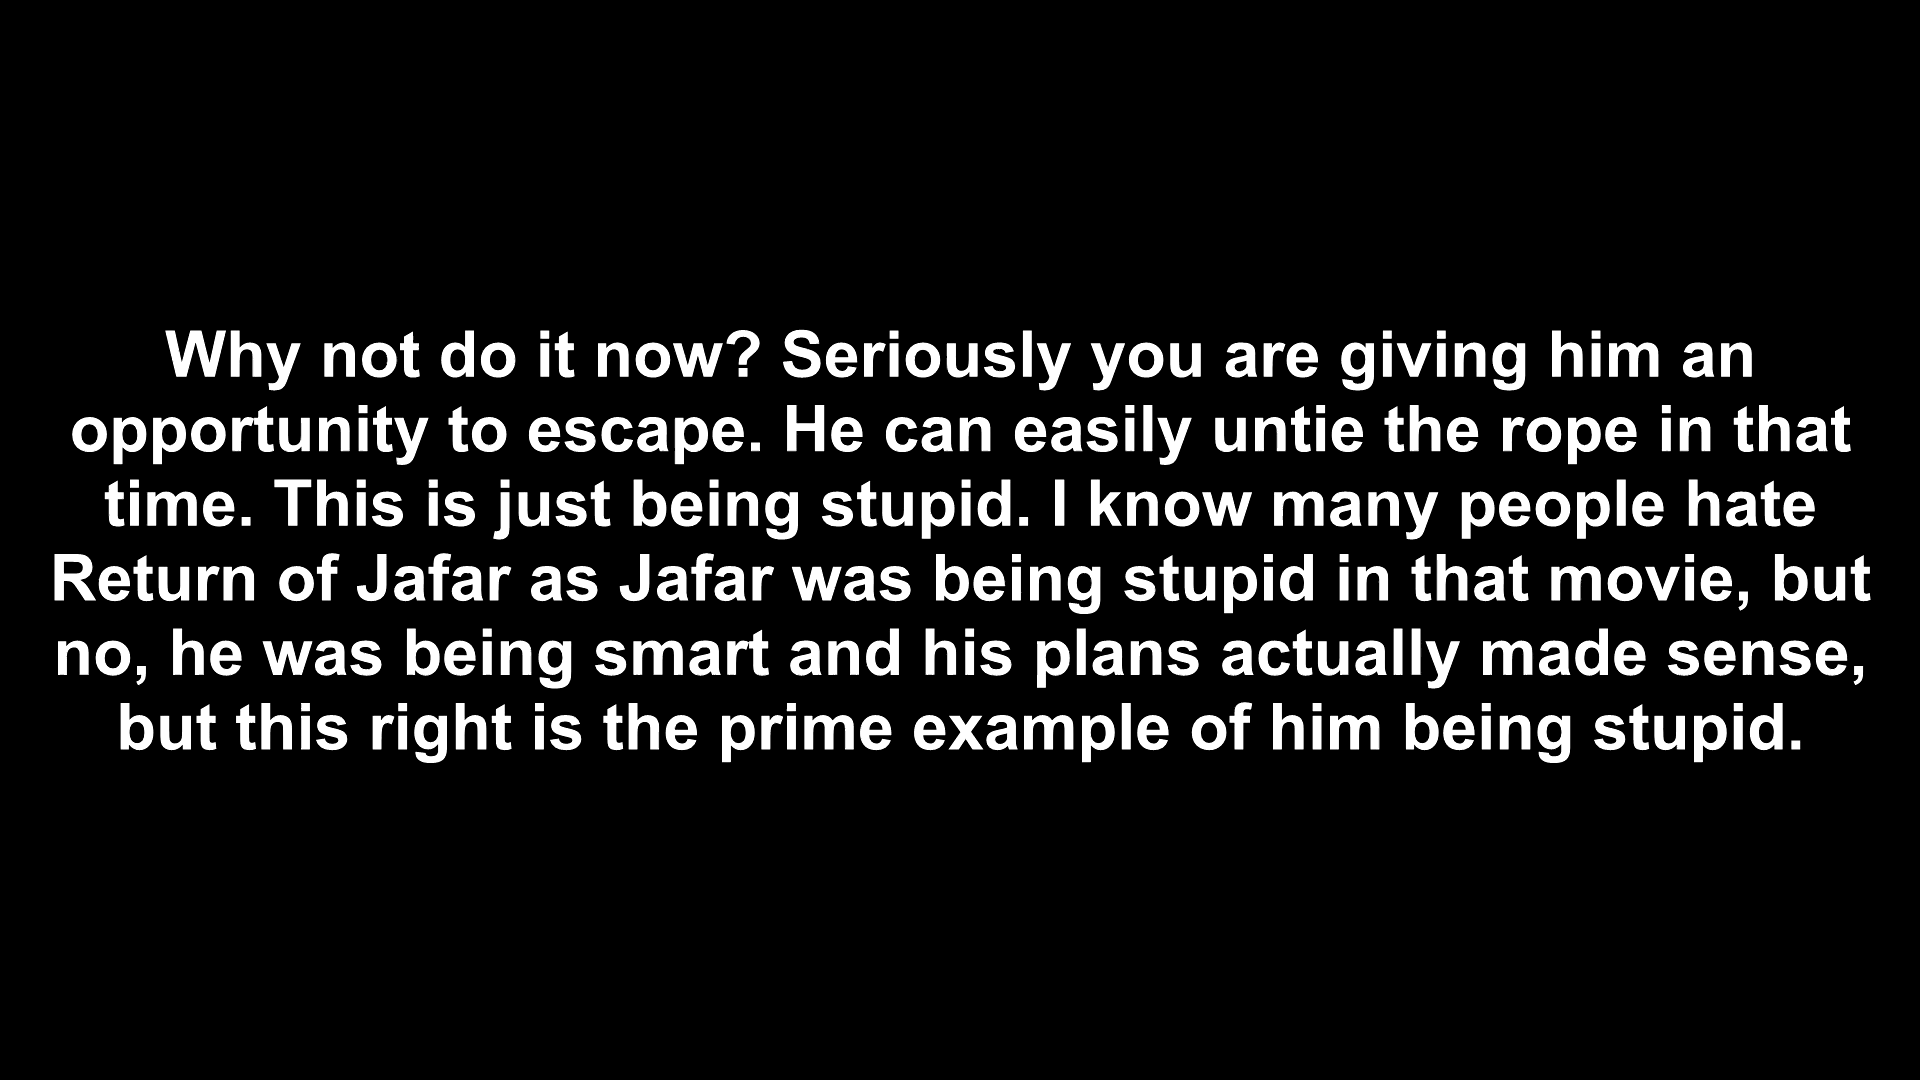 Why not do it now? Seriously you are giving him an
opportunity to escape. He can easily untie the rope in that
time. This is just being stupid. I know many people hate
Return of Jafar as Jafar was being stupid in that movie, but
no, he was being smart and his plans actually made sense,
but this right is the prime example of him being stupid.